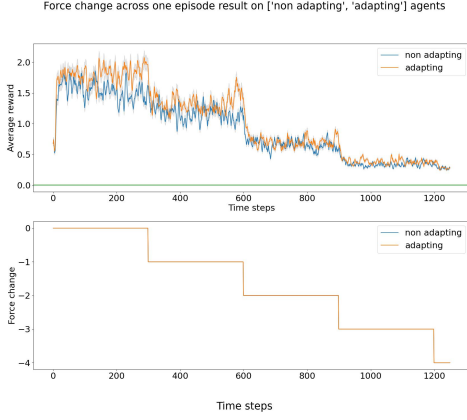 Force change across one episode result on ['non adapting', 'adapting'] agents
non adapting
adapting
Average reward
2.0
1.5
1.0
0.5
0.0
0 200 400 600 800 1000 1200
Time steps
non adapting
adapting
Force change
0
−1
−2
−3
−4
0 200 400 600 800 1000 1200
Time steps